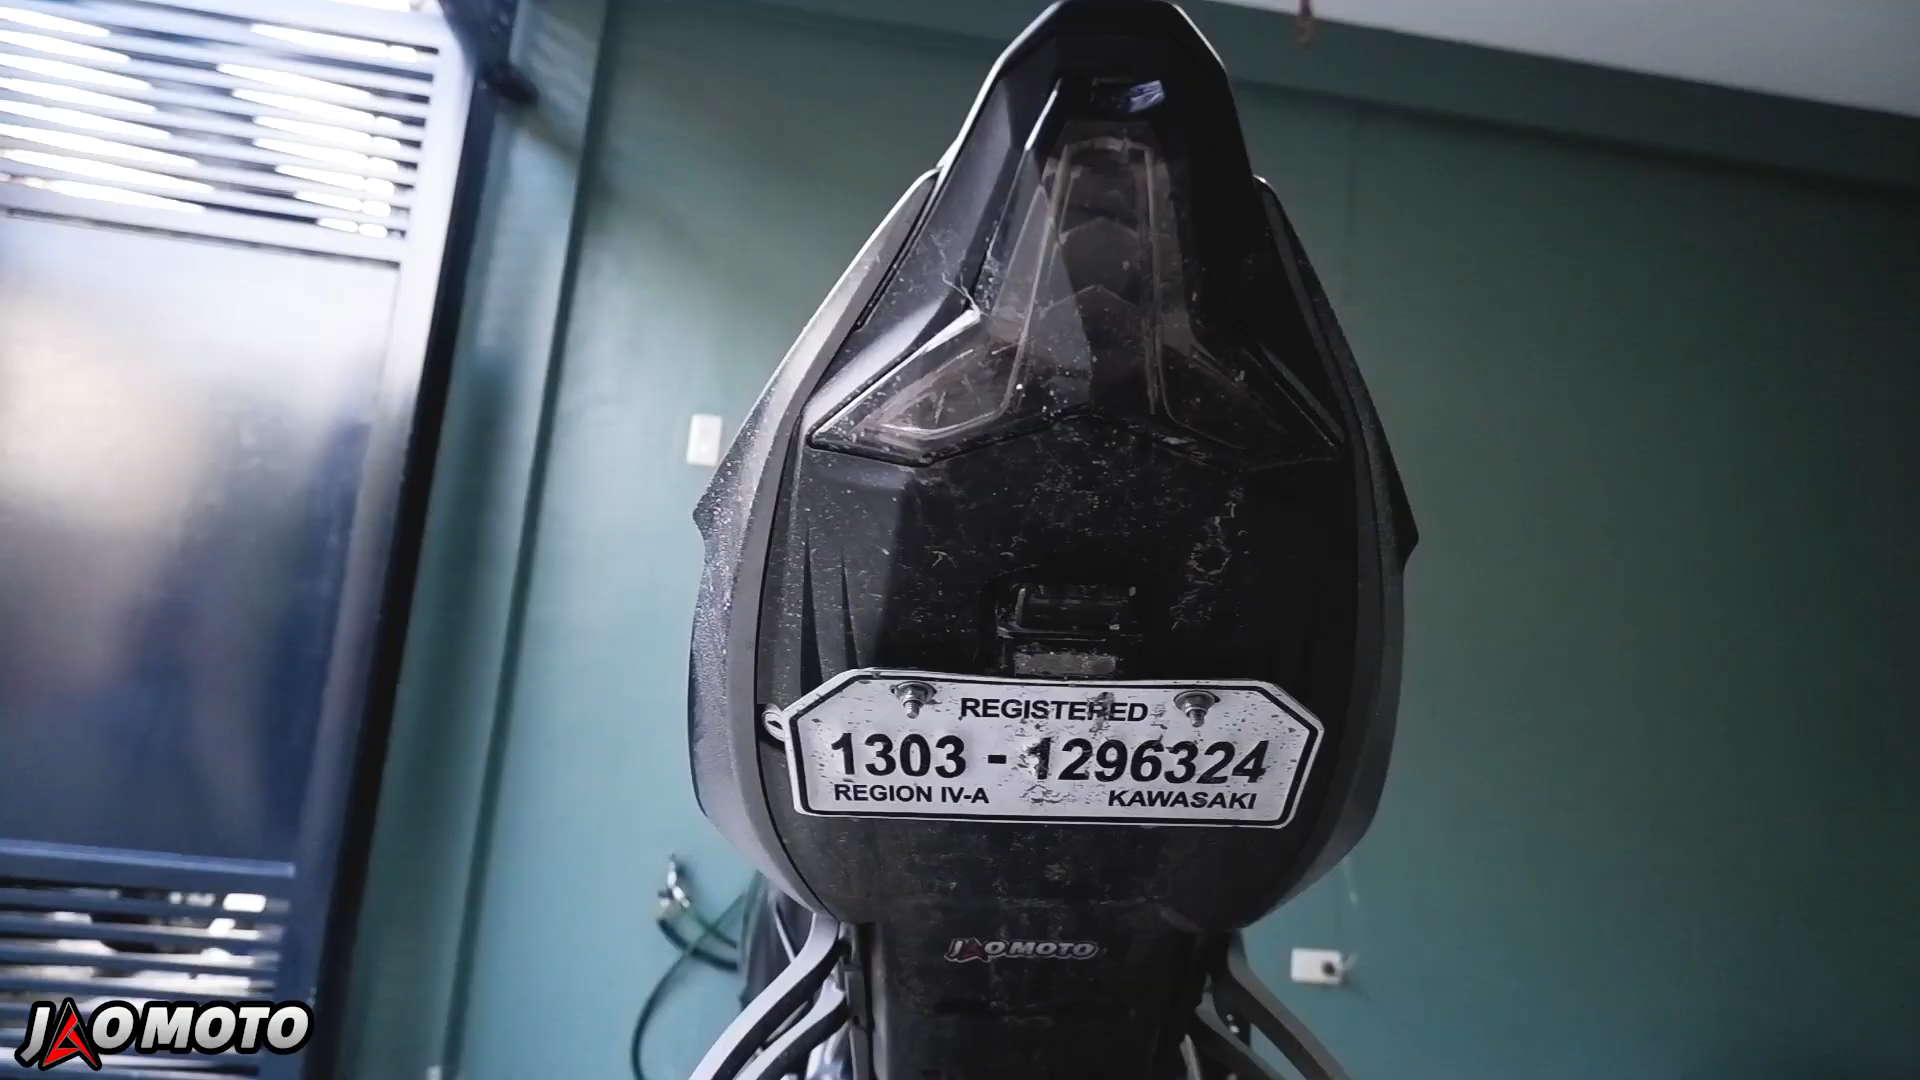 REGISTERED
1303 - 1296324
REGION IV-A KAWASAKI
JAOMOTO
JAOMOTO